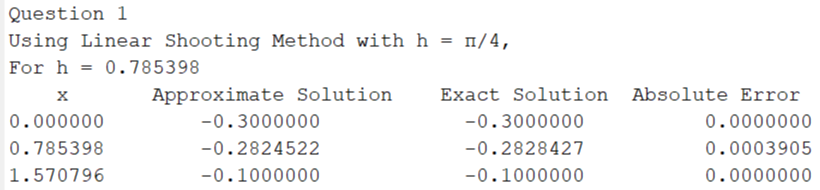 Question 1
Using Linear Shooting Method with h = π/4,
For h = 0.785398
x Approximate Solution Exact Solution Absolute Error
0.000000 -0.3000000 -0.3000000 0.0000000
0.785398 -0.2824522 -0.2828427 0.0003905
1.570796 -0.1000000 -0.1000000 0.0000000